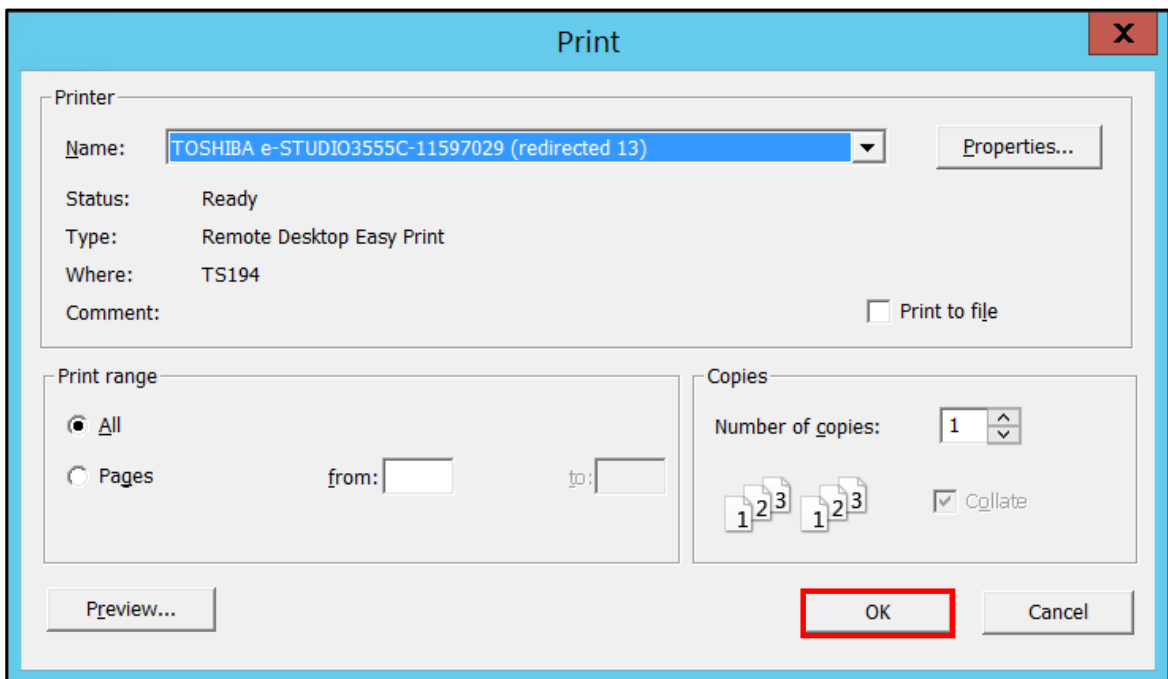 Print
X
Printer
Name: TOSHIBA e-STUDIO3555C-11597029 (redirected 13) Properties...
Status: Ready
Type: Remote Desktop Easy Print
Where: TS194
Comment: Print to file
Print range
All
Pages from: to:
Copies
Number of copies: 1
1 2 3 1 2 3 Collate
Preview... OK Cancel